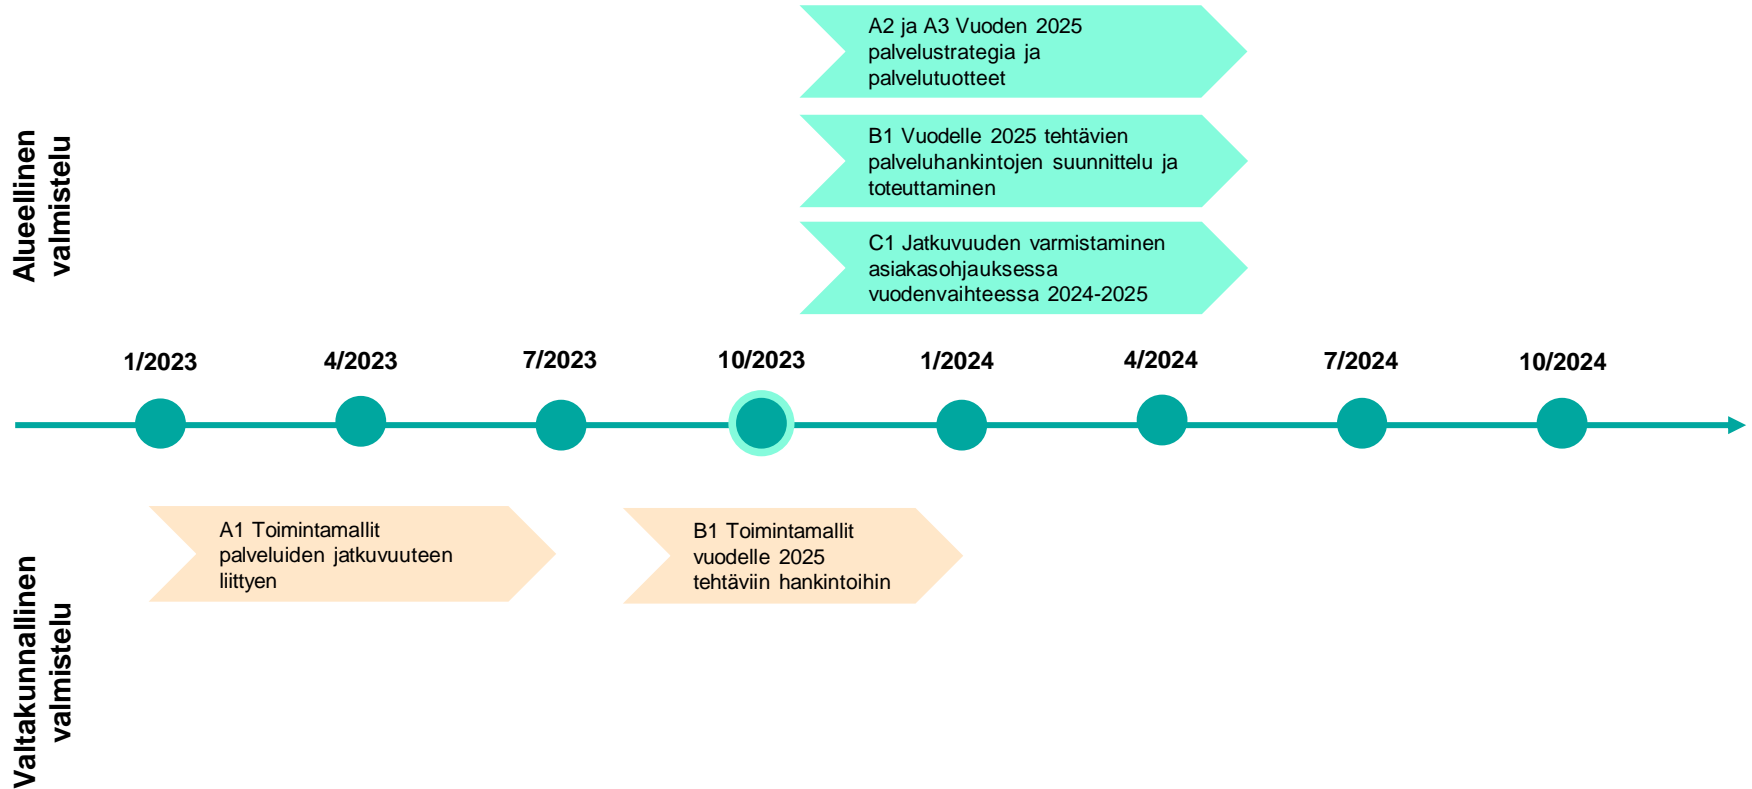 Alueellinen
valmistelu
A2 ja A3 Vuoden 2025
palvelustrategia ja
palvelutuotteet
B1 Vuodelle 2025 tehtävien
palveluhankintojen suunnittelu ja
toteuttaminen
C1 Jatkuvuuden varmistaminen
asiakasohjauksessa
vuodenvaihteessa 2024-2025
1/2023
4/2023
7/2023
10/2023
1/2024
4/2024
7/2024
10/2024
Valtakunnallinen
valmistelu
A1 Toimintamallit
palveluiden jatkuvuuteen
liittyen
B1 Toimintamallit
vuodelle 2025
tehtäviin hankintoihin